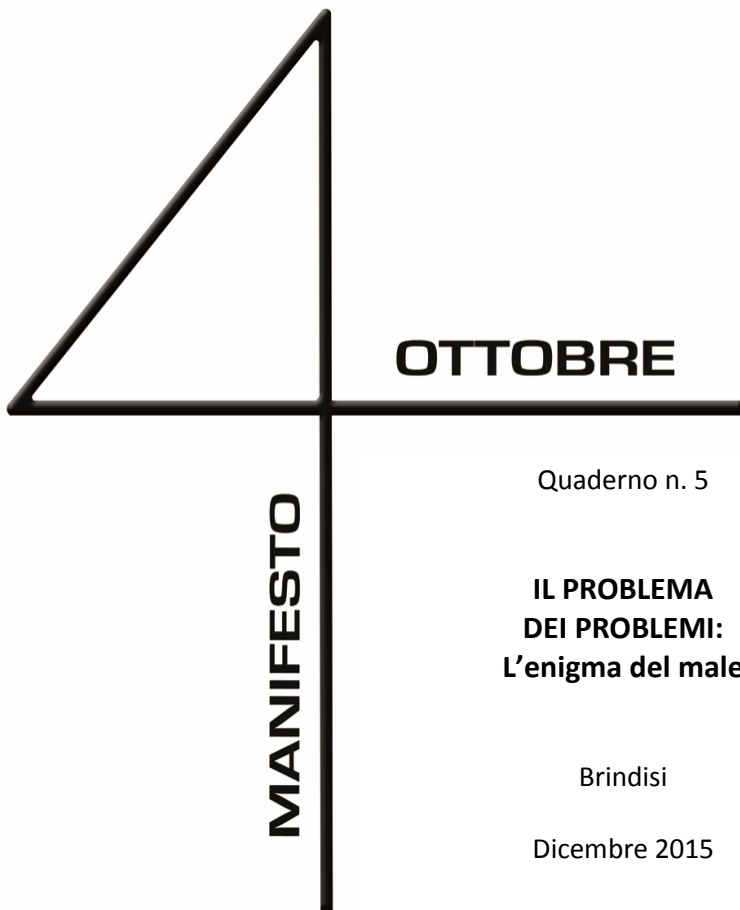 OTTOBRE
MANIFESTO
Quaderno n. 5
IL PROBLEMA
DEI PROBLEMI:
L'enigma del male
Brindisi
Dicembre 2015